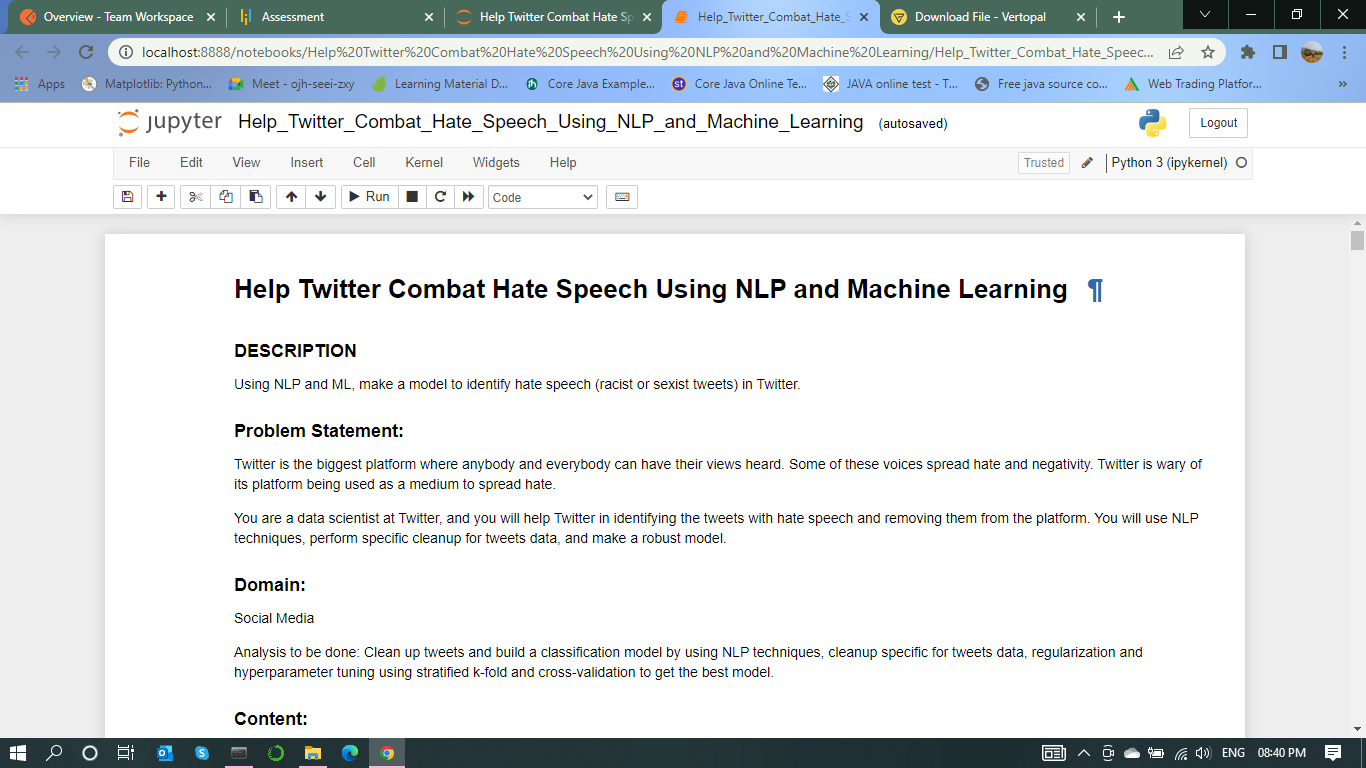 Overview - Team Workspace
Assessment
Help Twitter Combat Hate Sp
Help_Twitter_Combat_Hate_S
Download File - Vertopal
localhost:8888/notebooks/Help%20Twitter%20Combat%20Hate%20Speech%20Using%20NLP%20and%20Machine%20Learning/Help_Twitter_Combat_Hate_Speec...
Apps
Matplotlib: Python...
Meet - ojh-seei-zxy
Learning Material D...
Core Java Example...
Core Java Online Te...
JAVA online test - T...
Free java source co...
Web Trading Platfor...
»
jupyter Help_Twitter_Combat_Hate_Speech_Using_NLP_and_Machine_Learning (autosaved)
Logout
File Edit View Insert Cell Kernel Widgets Help
Trusted
Python 3 (ipykernel)
Run
Code
Help Twitter Combat Hate Speech Using NLP and Machine Learning ¶
DESCRIPTION
Using NLP and ML, make a model to identify hate speech (racist or sexist tweets) in Twitter.
Problem Statement:
Twitter is the biggest platform where anybody and everybody can have their views heard. Some of these voices spread hate and negativity. Twitter is wary of
its platform being used as a medium to spread hate.
You are a data scientist at Twitter, and you will help Twitter in identifying the tweets with hate speech and removing them from the platform. You will use NLP
techniques, perform specific cleanup for tweets data, and make a robust model.
Domain:
Social Media
Analysis to be done: Clean up tweets and build a classification model by using NLP techniques, cleanup specific for tweets data, regularization and
hyperparameter tuning using stratified k-fold and cross-validation to get the best model.
Content:
ENG
08:40 PM